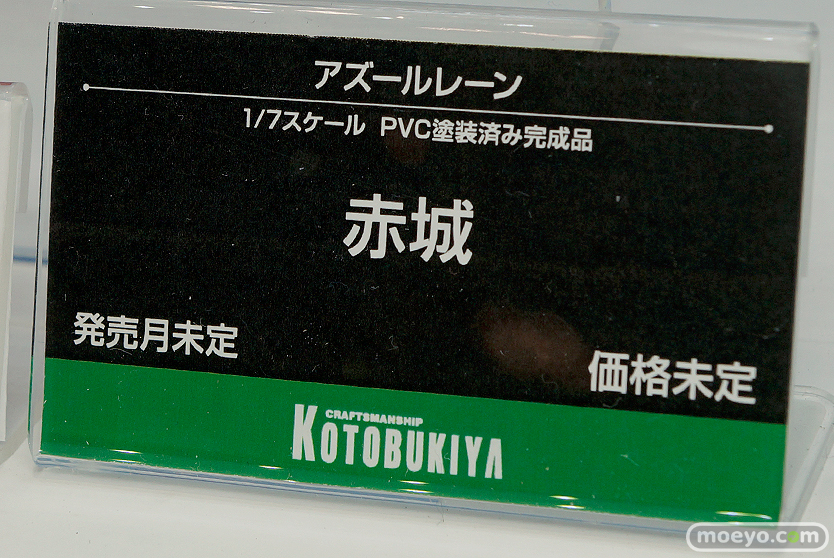 アズールレーン
1/7スケール PVC塗装済み完成品
赤城
発売月未定
価格未定
CRAFTSMANSHIP
KOTOBUKIYA
moeyo.com